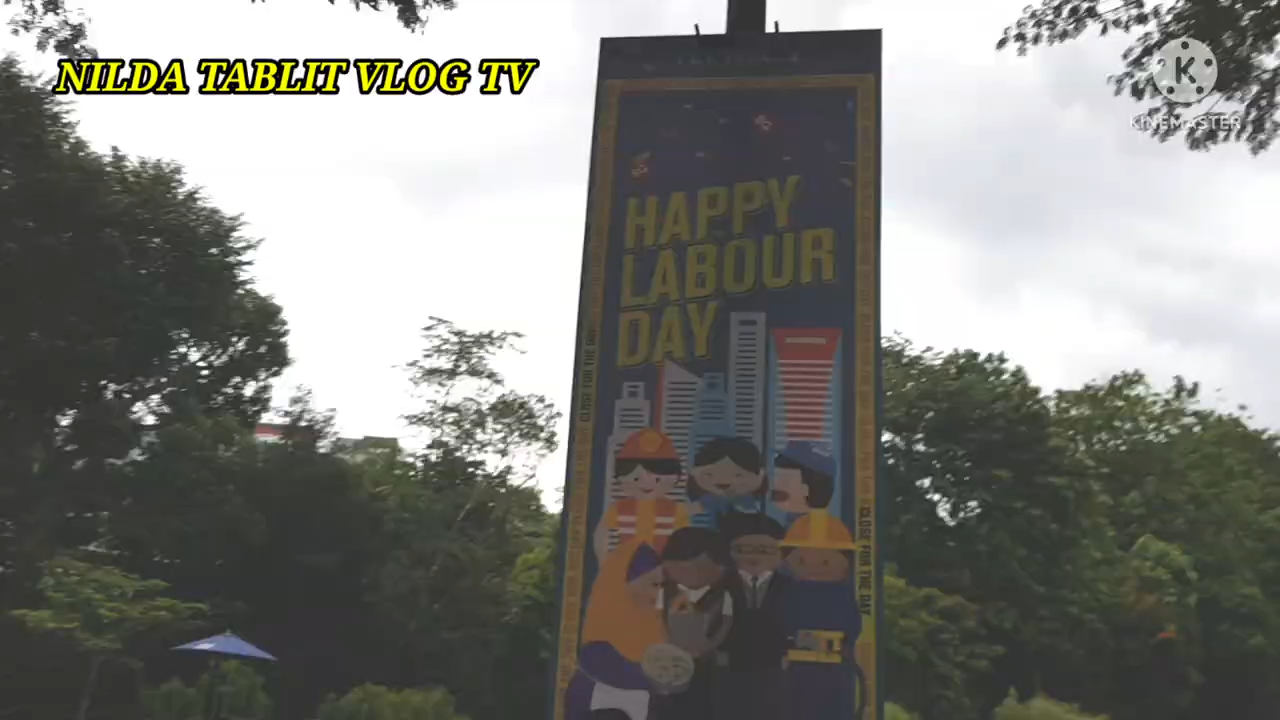 NILDA TABLIT VLOG TV
K
KINEMASTER
HAPPY
LABOUR
DAY
CLOSE FOR THE DAY
CLOSE FOR THE DAY